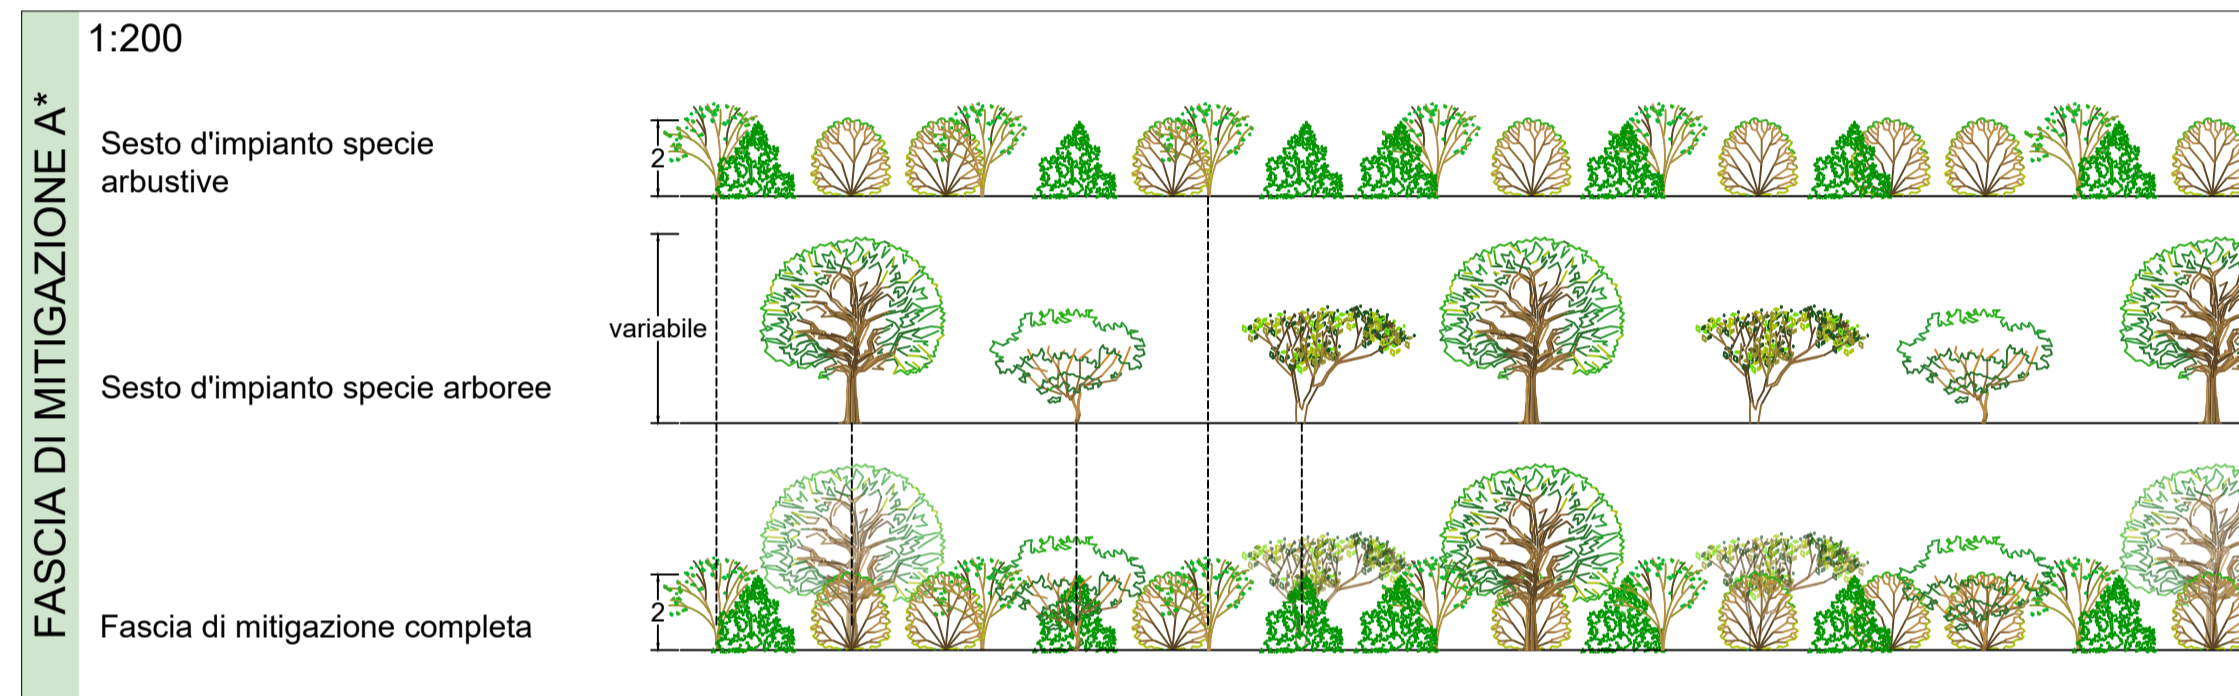 FASCIA DI MITIGAZIONE A*
1:200
Sesto d'impianto specie
arbustive
2
variabile
Sesto d'impianto specie arboree
2
Fascia di mitigazione completa